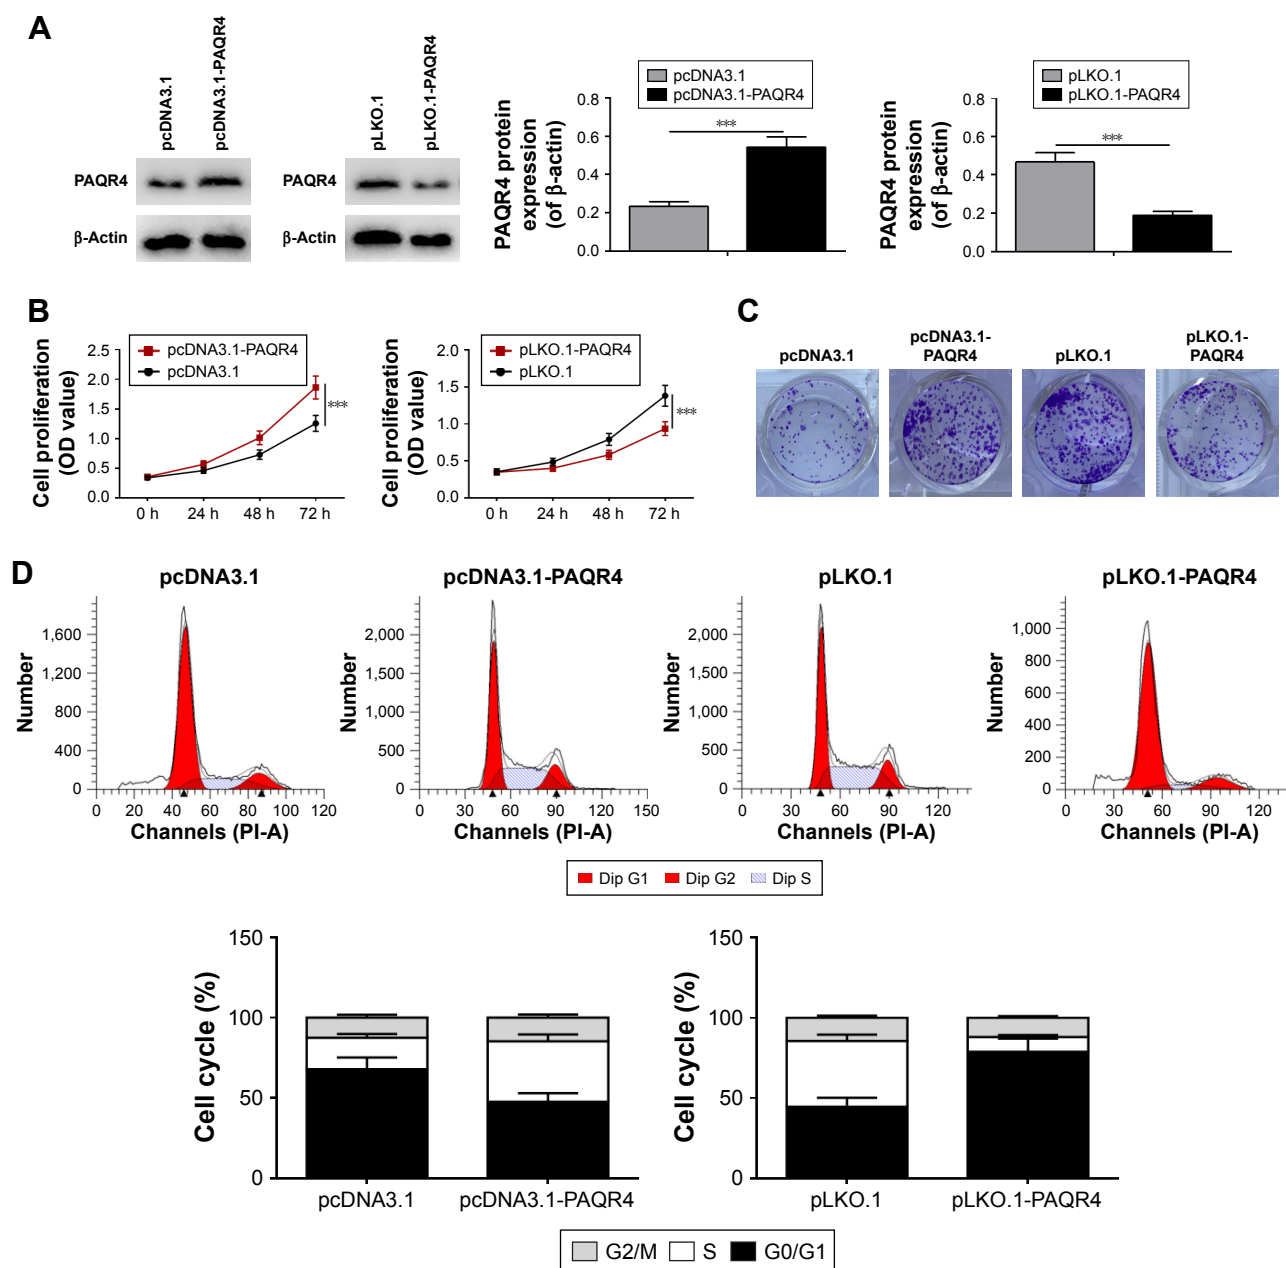 A
pcDNA3.1
pcDNA3.1-PAQR4
PAQR4
β-Actin
pLKO.1
pLKO.1-PAQR4
PAQR4
β-Actin
pcDNA3.1
pcDNA3.1-PAQR4
PAQR4 protein
expression
(of β-actin)
0.8
0.6
0.4
0.2
0.0
***
pLKO.1
pLKO.1-PAQR4
PAQR4 protein
expression
(of β-actin)
0.8
0.6
0.4
0.2
0.0
***
B
pcDNA3.1-PAQR4
pcDNA3.1
Cell proliferation
(OD value)
2.5
2.0
1.5
1.0
0.5
0.0
0 h 24 h 48 h 72 h
***
pLKO.1-PAQR4
pLKO.1
Cell proliferation
(OD value)
2.0
1.5
1.0
0.5
0.0
0 h 24 h 48 h 72 h
***
C
pcDNA3.1
pcDNA3.1-
PAQR4
pLKO.1
pLKO.1-
PAQR4
D
pcDNA3.1
Number
1,600
1,200
800
400
0
0 30 60 90 120
Channels (PI-A)
pcDNA3.1-PAQR4
Number
2,000
1,500
1,000
500
0
0 30 60 90 120 150
Channels (PI-A)
pLKO.1
Number
2,000
1,500
1,000
500
0
0 30 60 90 120
Channels (PI-A)
pLKO.1-PAQR4
Number
1,000
800
600
400
200
0
0 30 60 90 120
Channels (PI-A)
Dip G1 Dip G2 Dip S
Cell cycle (%)
150
100
50
0
pcDNA3.1 pcDNA3.1-PAQR4
Cell cycle (%)
150
100
50
0
pLKO.1 pLKO.1-PAQR4
G2/M S G0/G1